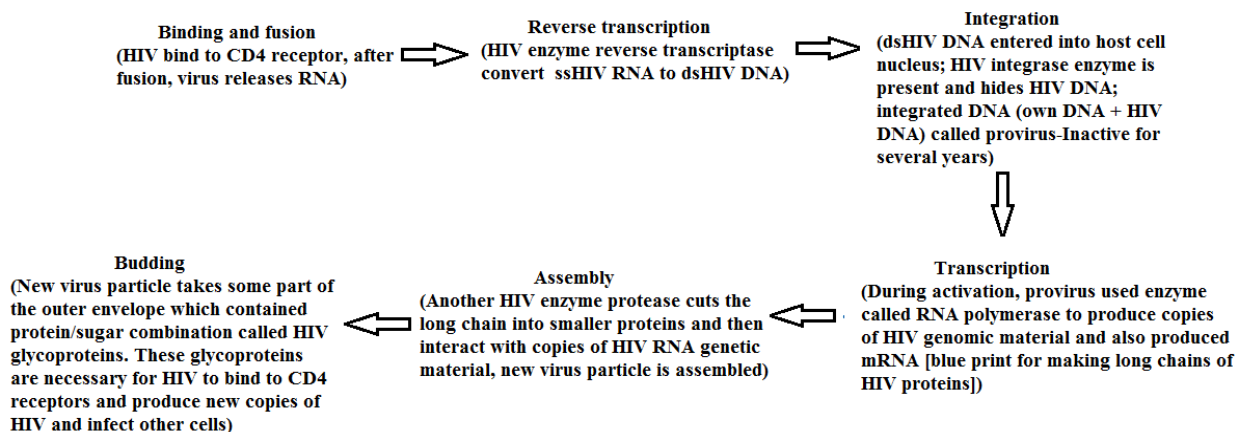 Binding and fusion
(HIV bind to CD4 receptor, after
fusion, virus releases RNA)
Reverse transcription
(HIV enzyme reverse transcriptase
convert ssHIV RNA to dsHIV DNA)
Integration
(dsHIV DNA entered into host cell
nucleus; HIV integrase enzyme is
present and hides HIV DNA;
integrated DNA (own DNA + HIV
DNA) called provirus-Inactive for
several years)
Transcription
(During activation, provirus used enzyme
called RNA polymerase to produce copies
of HIV genomic material and also produced
mRNA [blue print for making long chains of
HIV proteins])
Assembly
(Another HIV enzyme protease cuts the
long chain into smaller proteins and then
interact with copies of HIV RNA genetic
material, new virus particle is assembled)
Budding
(New virus particle takes some part of
the outer envelope which contained
protein/sugar combination called HIV
glycoproteins. These glycoproteins
are necessary for HIV to bind to CD4
receptors and produce new copies of
HIV and infect other cells)